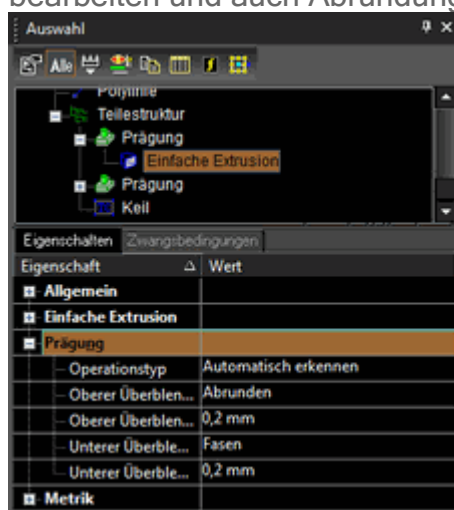 bearbeiten und auch Abrundung
Auswahl
Alle
Polylinie
Teilestruktur
Prägung
Einfache Extrusion
Prägung
Keil
Eigenschaften Zwangsbedingungen
Eigenschaft Wert
Allgemein
Einfache Extrusion
Prägung
Operationstyp Automatisch erkennen
Oberer Überblen... Abrunden
Oberer Überblen... 0,2 mm
Unterer Überble... Fasen
Unterer Überble... 0,2 mm
Metrik